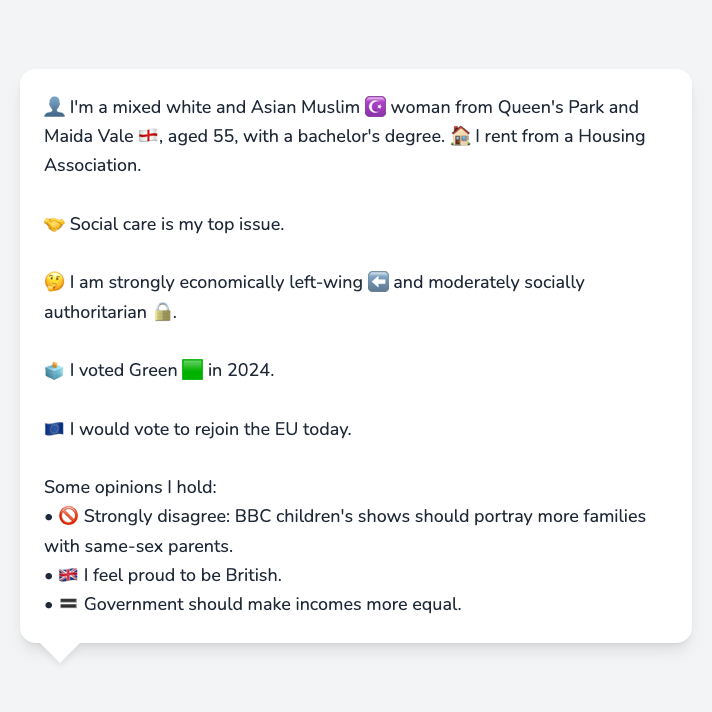 👤 I'm a mixed white and Asian Muslim ☪️ woman from Queen's Park and
Maida Vale 🏴󠁧󠁢󠁥󠁮󠁧󠁿, aged 55, with a bachelor's degree. 🏠 I rent from a Housing
Association.
🤝 Social care is my top issue.
🤔 I am strongly economically left-wing ⬅️ and moderately socially
authoritarian 🔒.
🗳️ I voted Green 🟩 in 2024.
🇪🇺 I would vote to rejoin the EU today.
Some opinions I hold:
• 🚫 Strongly disagree: BBC children's shows should portray more families
with same-sex parents.
• 🇬🇧 I feel proud to be British.
• 🟰 Government should make incomes more equal.